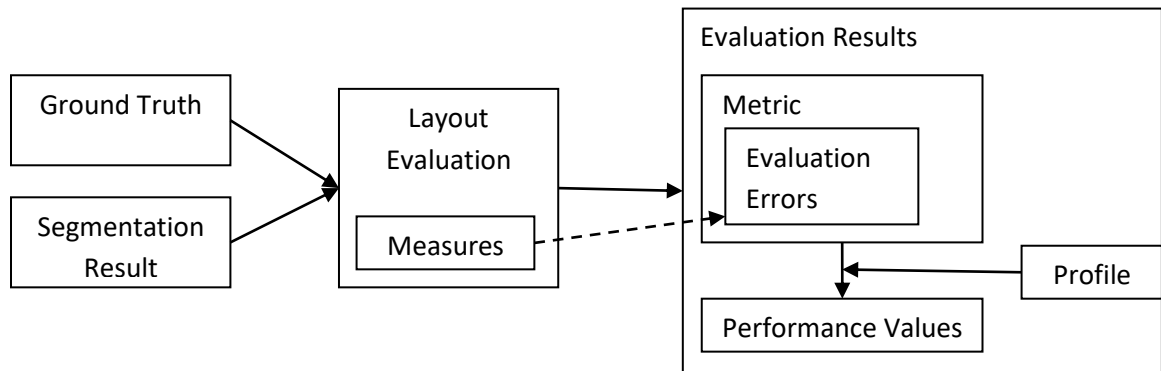 Ground Truth
Segmentation
Result
Layout
Evaluation
Measures
Evaluation Results
Metric
Evaluation
Errors
Performance Values
Profile